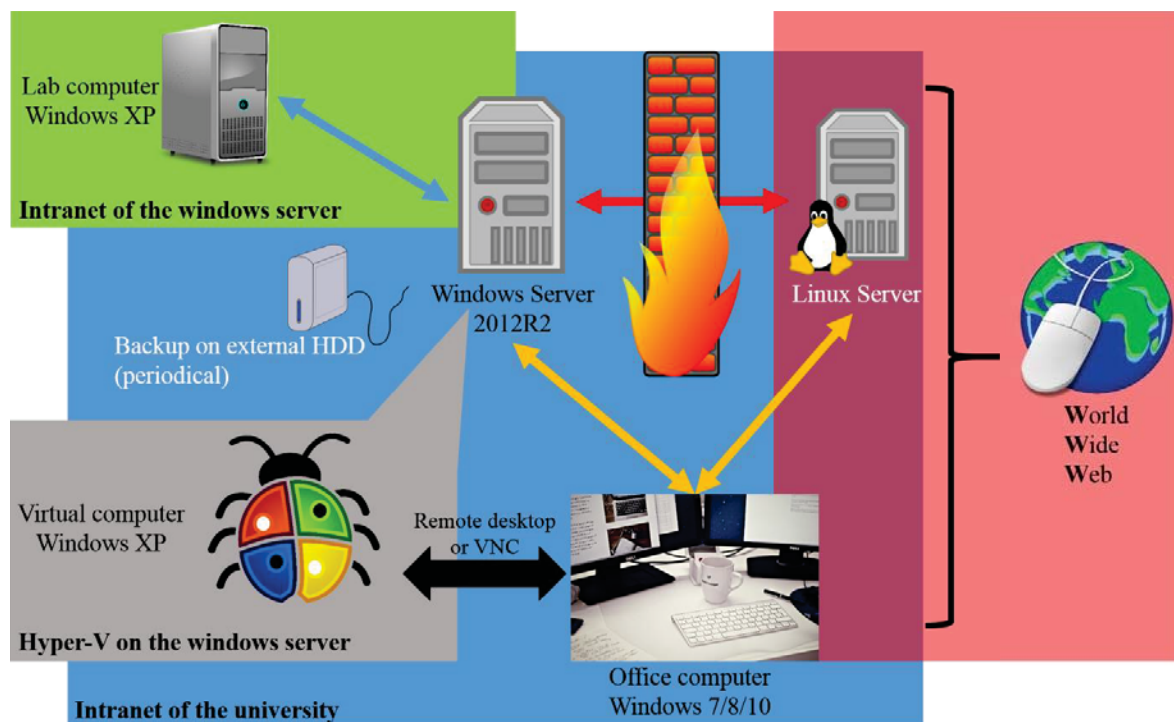 Lab computer
Windows XP
Intranet of the windows server
Windows Server
2012R2
Linux Server
Backup on external HDD
(periodical)
World
Wide
Web
Virtual computer
Windows XP
Remote desktop
or VNC
Hyper-V on the windows server
Office computer
Windows 7/8/10
Intranet of the university